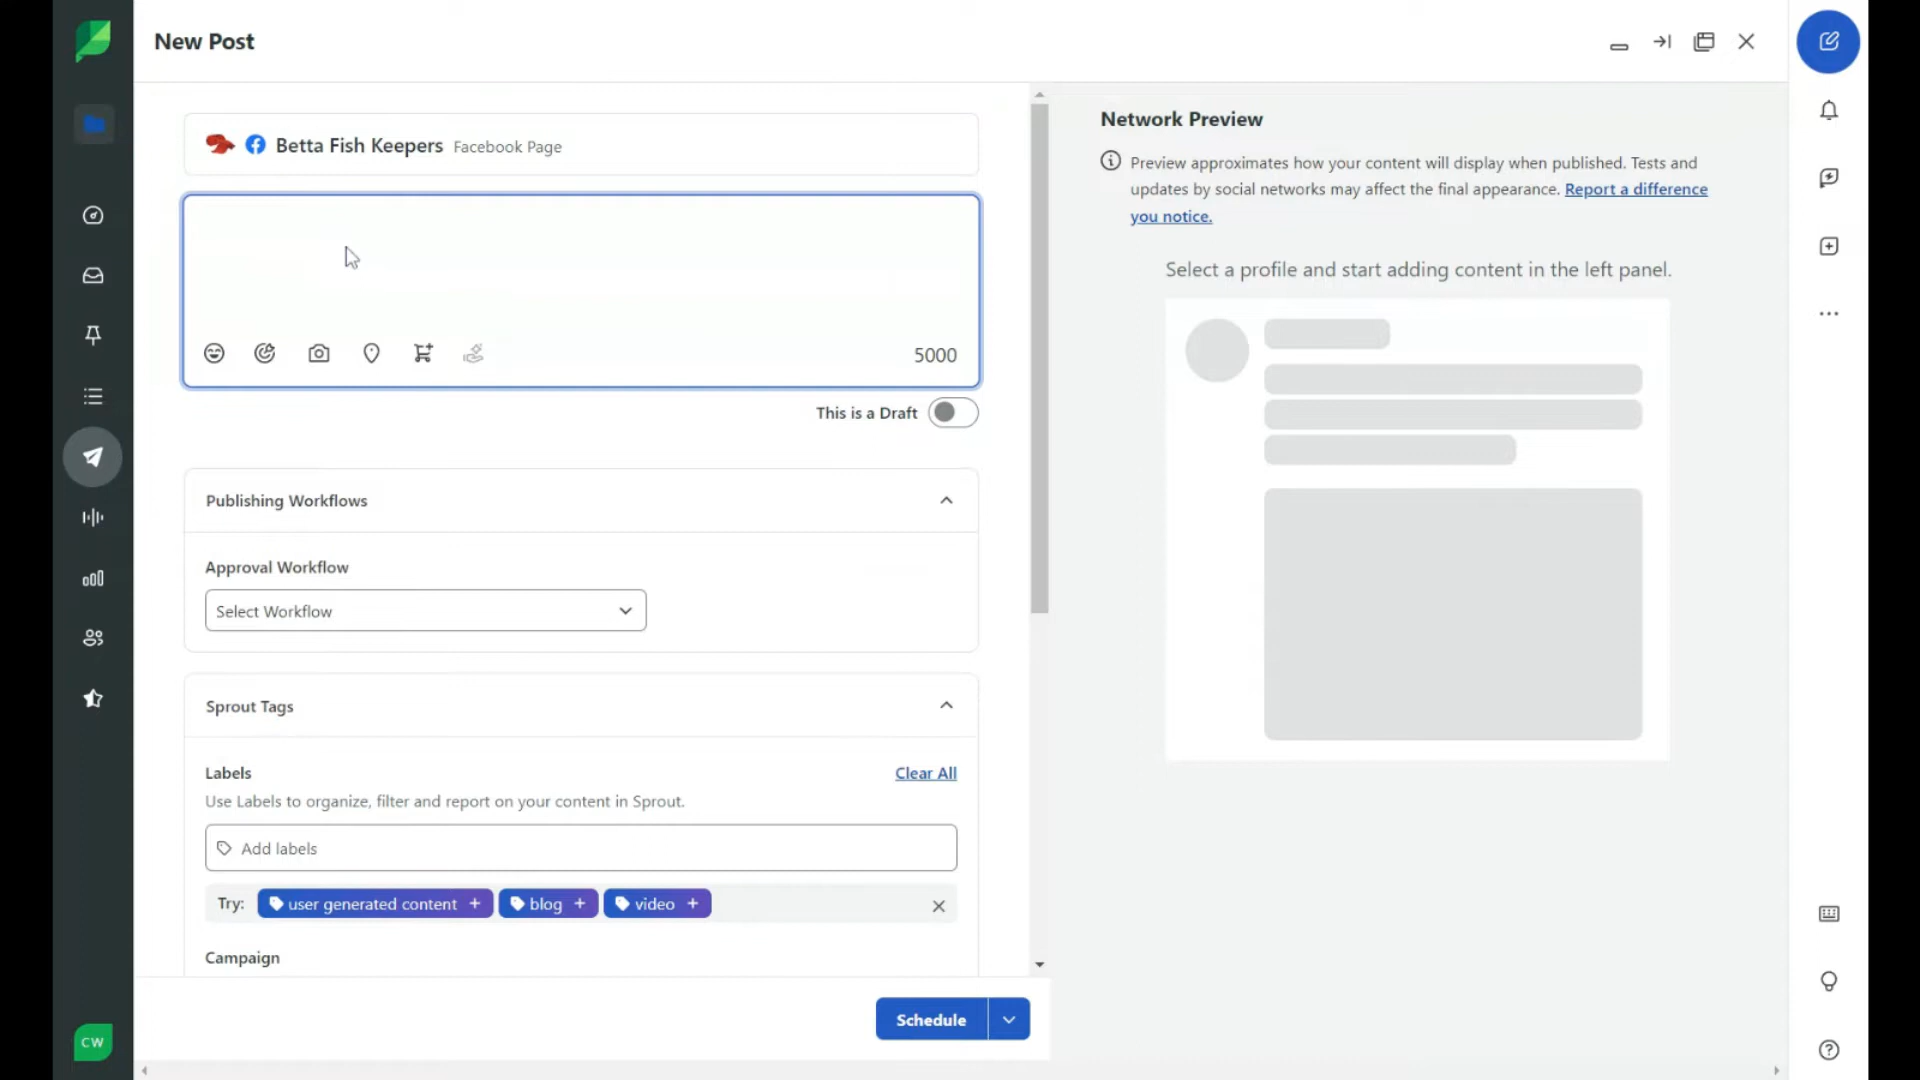 New Post
Betta Fish Keepers Facebook Page
5000
This is a Draft
Publishing Workflows
Approval Workflow
Select Workflow
Sprout Tags
Labels
Clear All
Use Labels to organize, filter and report on your content in Sprout.
Add labels
Try: user generated content + blog + video +
Campaign
Schedule
Network Preview
Preview approximates how your content will display when published. Tests and
updates by social networks may affect the final appearance. Report a difference
you notice.
Select a profile and start adding content in the left panel.
CW